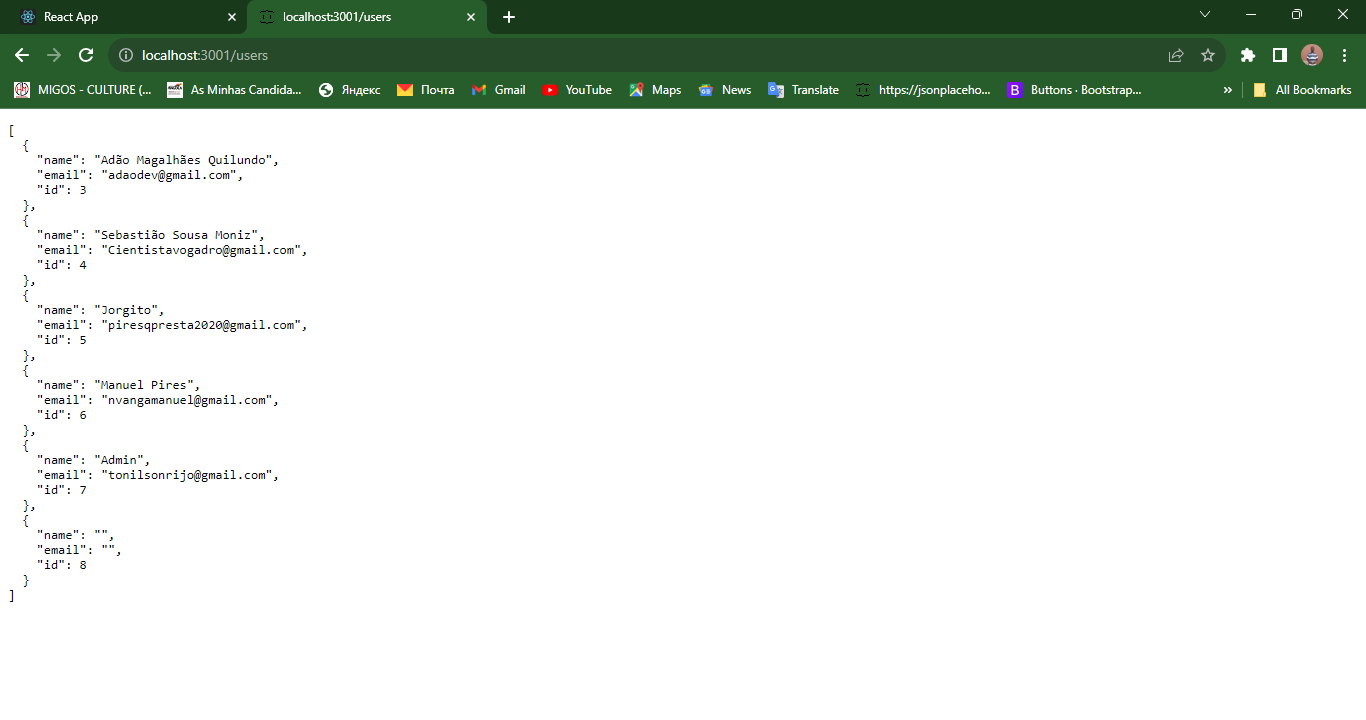 React App
localhost:3001/users
localhost:3001/users
MIGOS - CULTURE (...
As Minhas Candida...
Яндекс
Почта
Gmail
YouTube
Maps
News
Translate
https://jsonplaceho...
Buttons · Bootstrap...
»
All Bookmarks
[
  {
    "name": "Adão Magalhães Quilundo",
    "email": "adaodev@gmail.com",
    "id": 3
  },
  {
    "name": "Sebastião Sousa Moniz",
    "email": "Cientistavogadro@gmail.com",
    "id": 4
  },
  {
    "name": "Jorgito",
    "email": "piresqpresta2020@gmail.com",
    "id": 5
  },
  {
    "name": "Manuel Pires",
    "email": "nvangamanuel@gmail.com",
    "id": 6
  },
  {
    "name": "Admin",
    "email": "tonilsonrijo@gmail.com",
    "id": 7
  },
  {
    "name": "",
    "email": "",
    "id": 8
  }
]